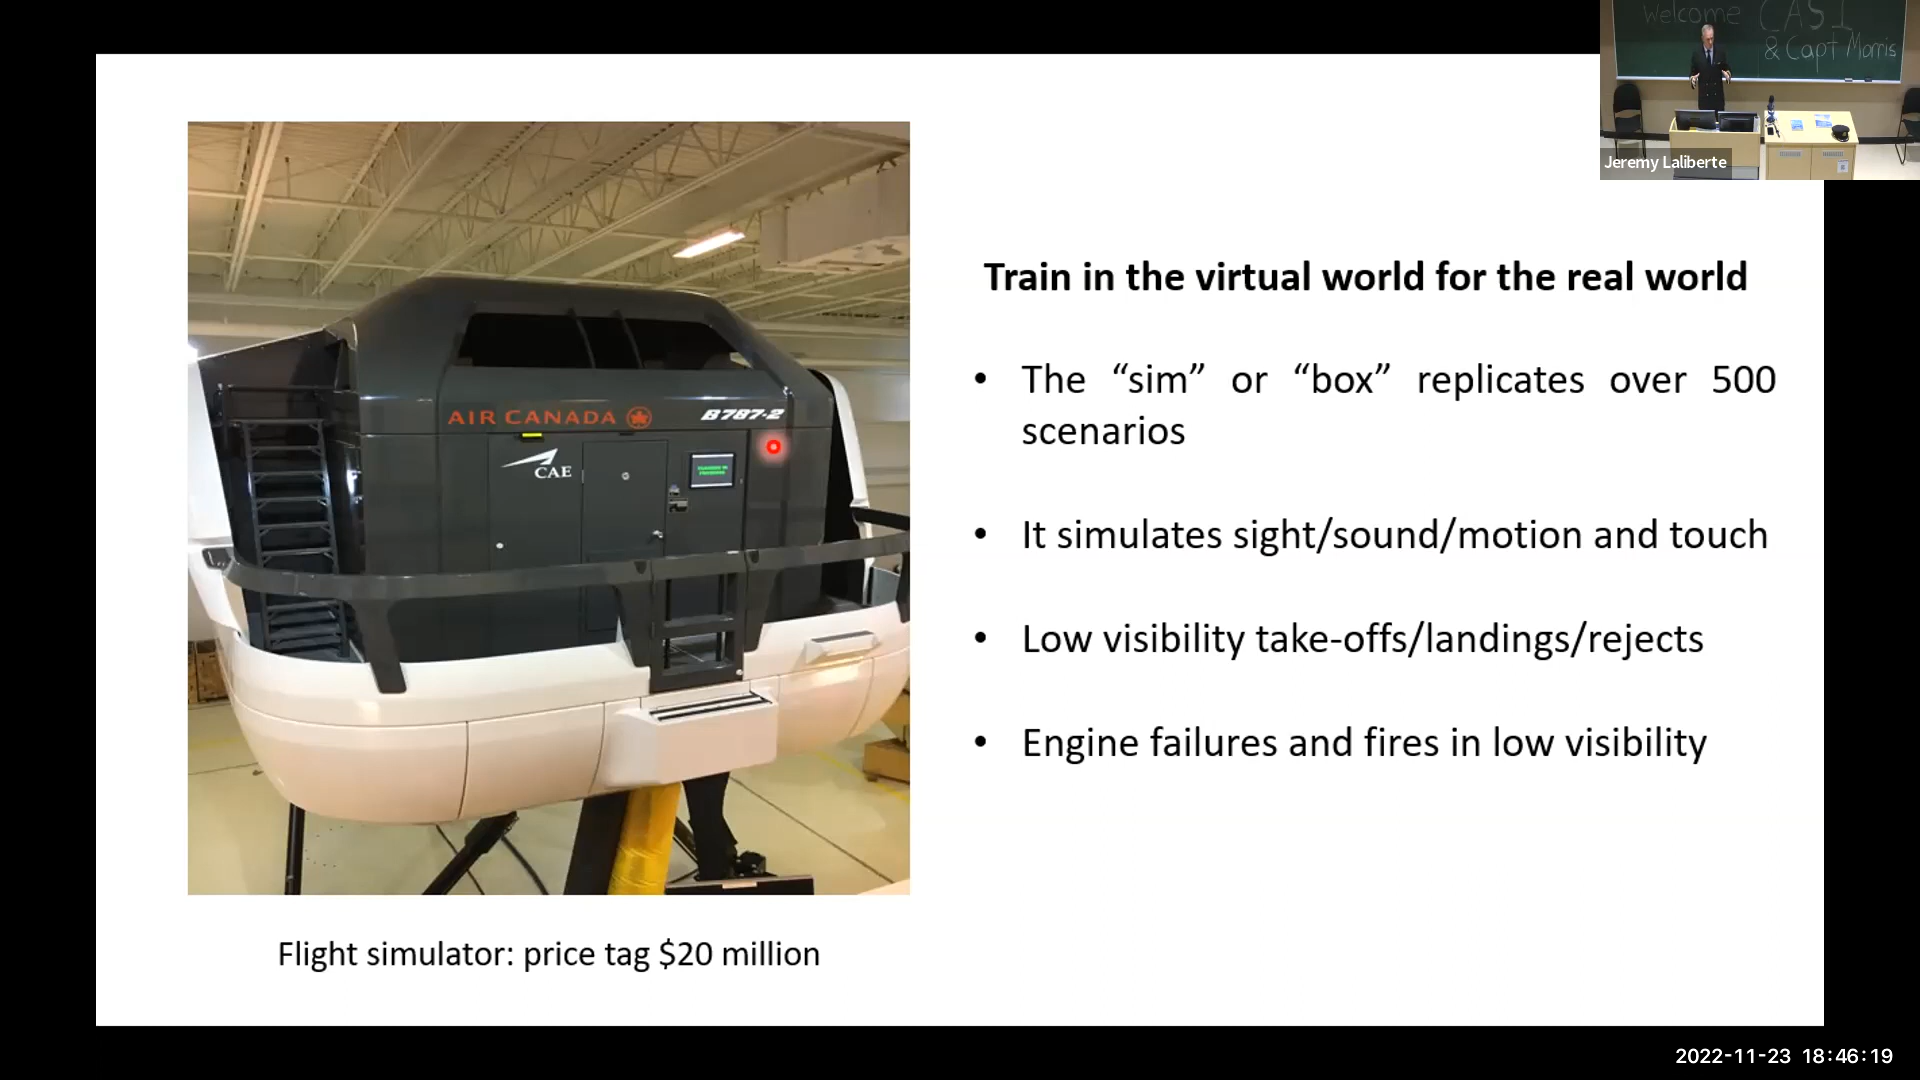 Welcome CASI
& Capt Morris
Jeremy Laliberte
AIR CANADA
B787-2
CAE
Train in the virtual world for the real world
• The “sim” or “box” replicates over 500
scenarios
• It simulates sight/sound/motion and touch
• Low visibility take-offs/landings/rejects
• Engine failures and fires in low visibility
Flight simulator: price tag $20 million
2022-11-23 18:46:19